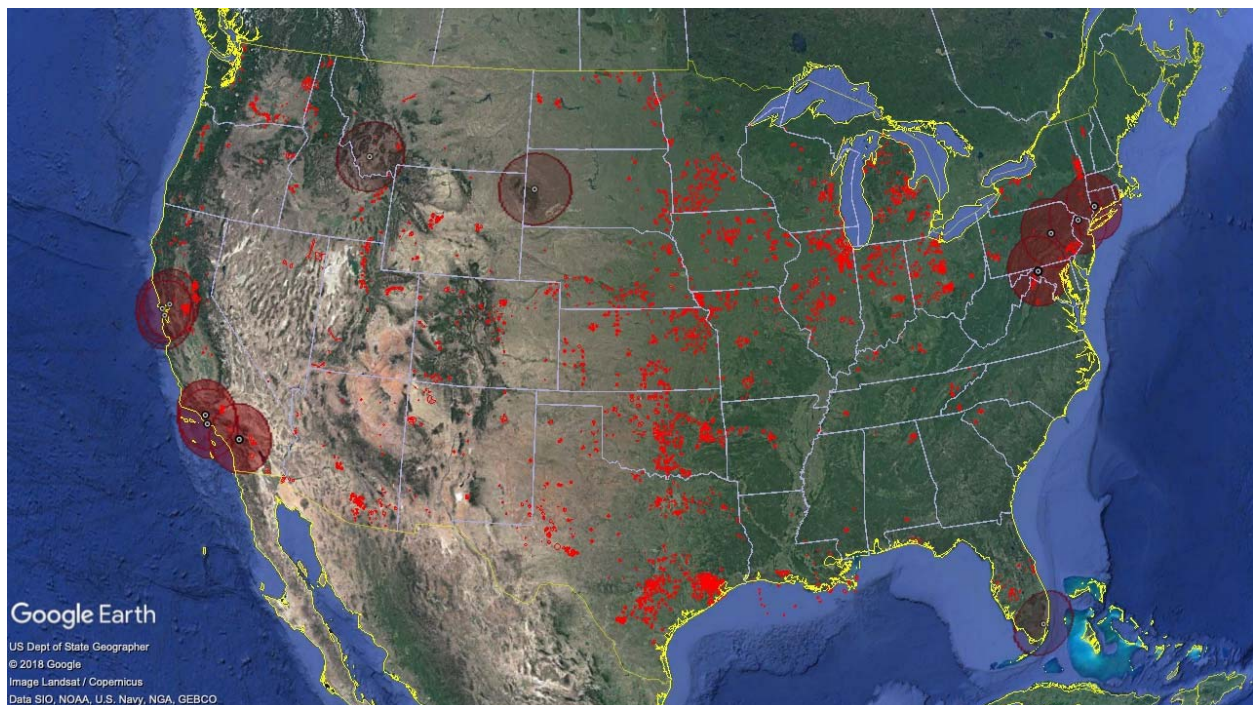 Google Earth
US Dept of State Geographer
© 2018 Google
Image Landsat / Copernicus
Data SIO, NOAA, U.S. Navy, NGA, GEBCO